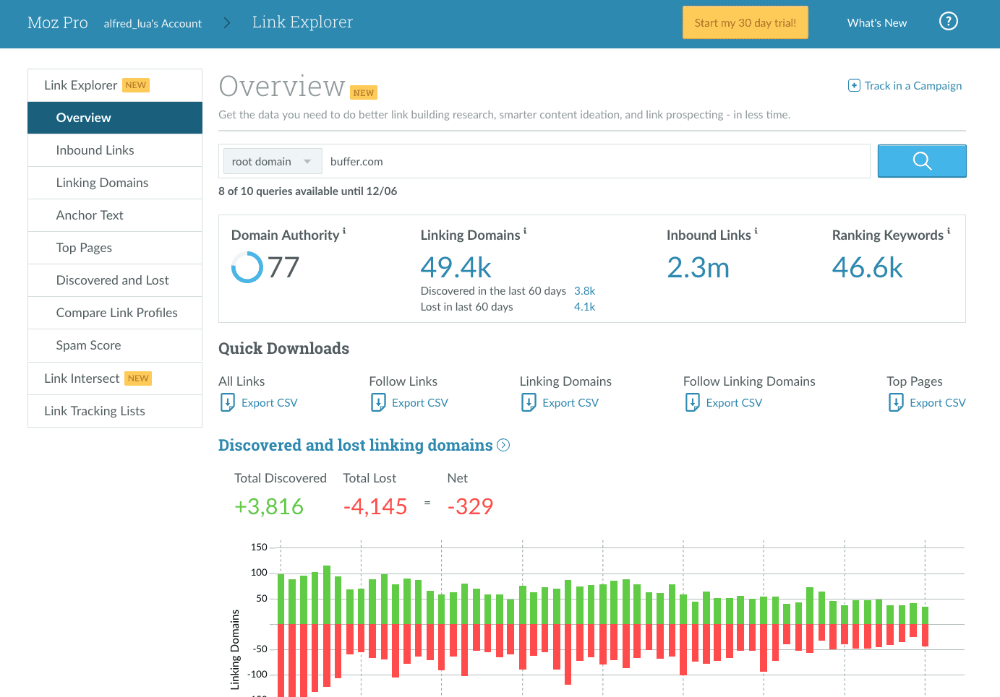 Moz Pro alfred_lua's Account Link Explorer Start my 30 day trial! What's New ?
Link Explorer NEW
Overview
Inbound Links
Linking Domains
Anchor Text
Top Pages
Discovered and Lost
Compare Link Profiles
Spam Score
Link Intersect NEW
Link Tracking Lists
Overview NEW
Track in a Campaign
Get the data you need to do better link building research, smarter content ideation, and link prospecting - in less time.
root domain buffer.com
8 of 10 queries available until 12/06
Domain Authority i Linking Domains i Inbound Links i Ranking Keywords i
77 49.4k 2.3m 46.6k
Discovered in the last 60 days 3.8k
Lost in last 60 days 4.1k
Quick Downloads
All Links Follow Links Linking Domains Follow Linking Domains Top Pages
Export CSV Export CSV Export CSV Export CSV Export CSV
Discovered and lost linking domains
Total Discovered Total Lost Net
+3,816 -4,145 = -329
150
100
50
-50
-100
Linking Domains